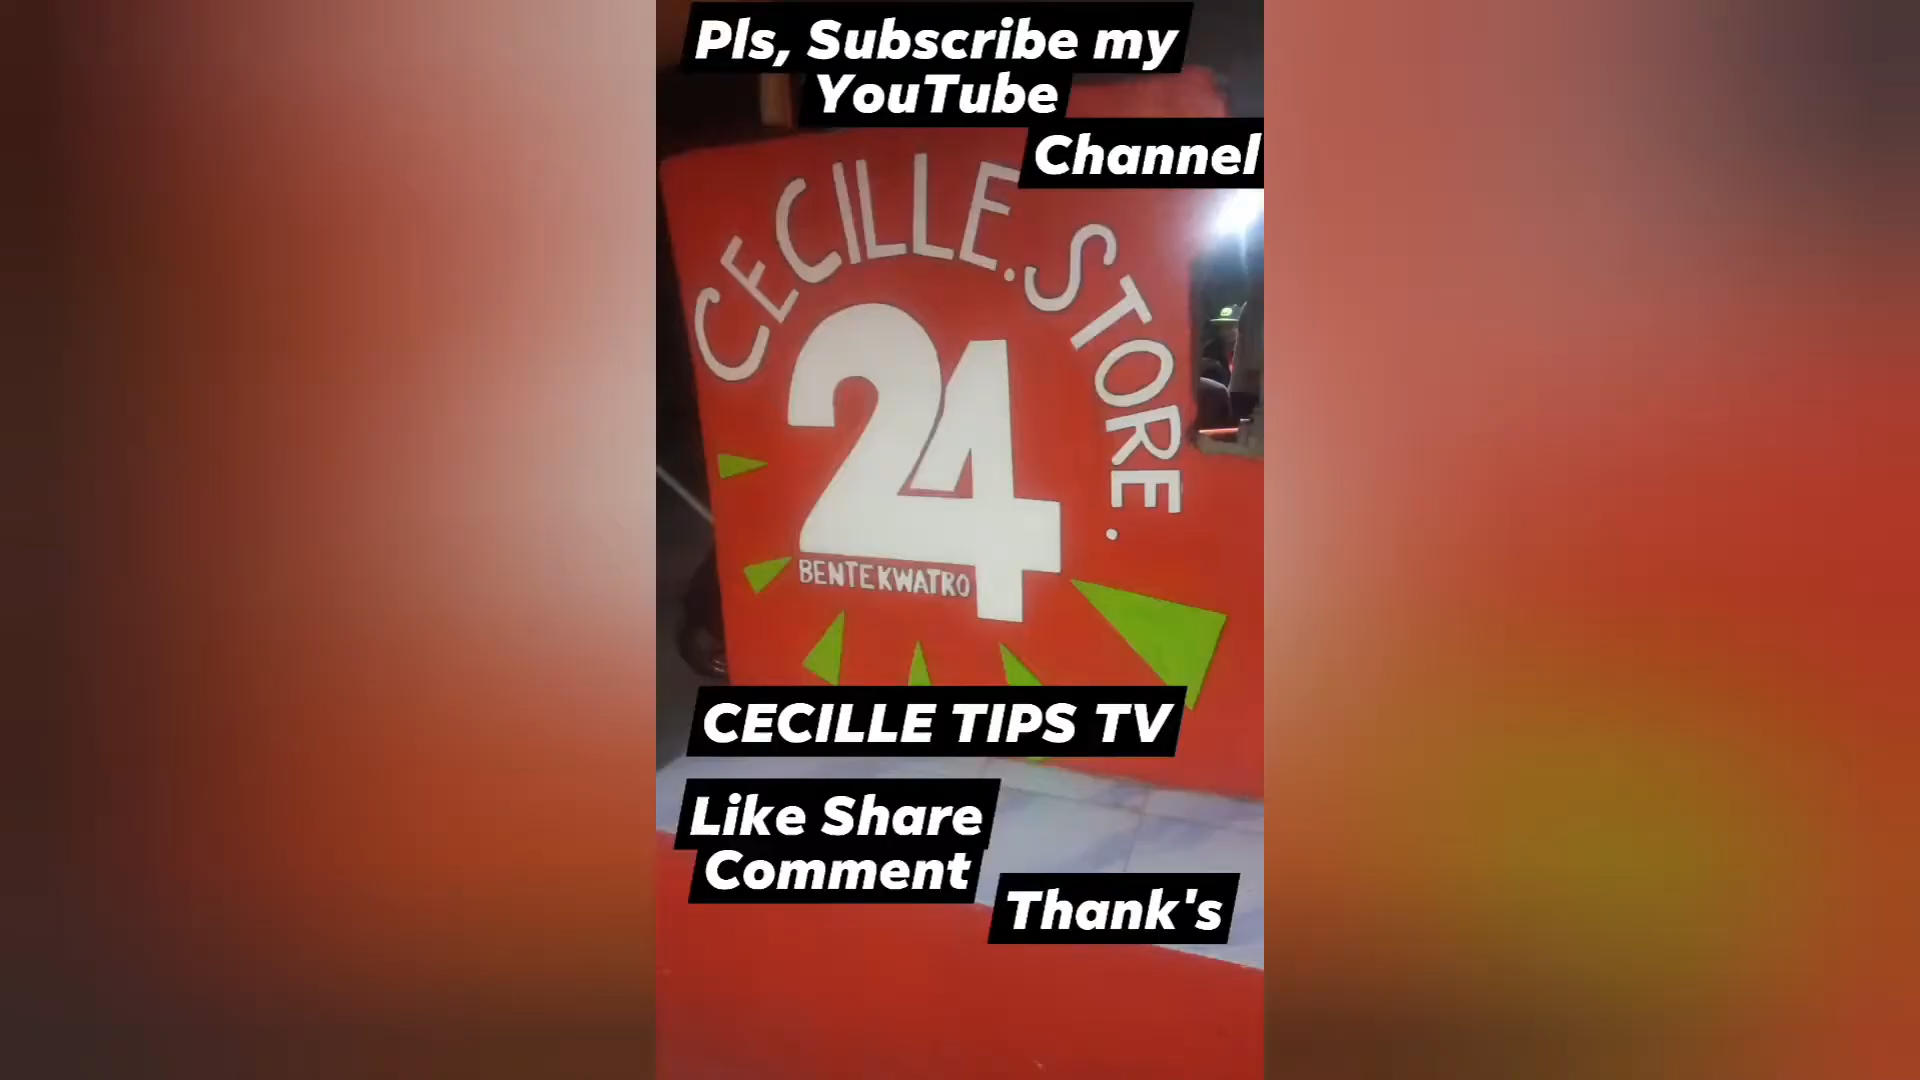 Pls, Subscribe my
YouTube
Channel
CECILLE.STORE.
24
BENTEKWATRO
CECILLE TIPS TV
Like Share
Comment
Thank's